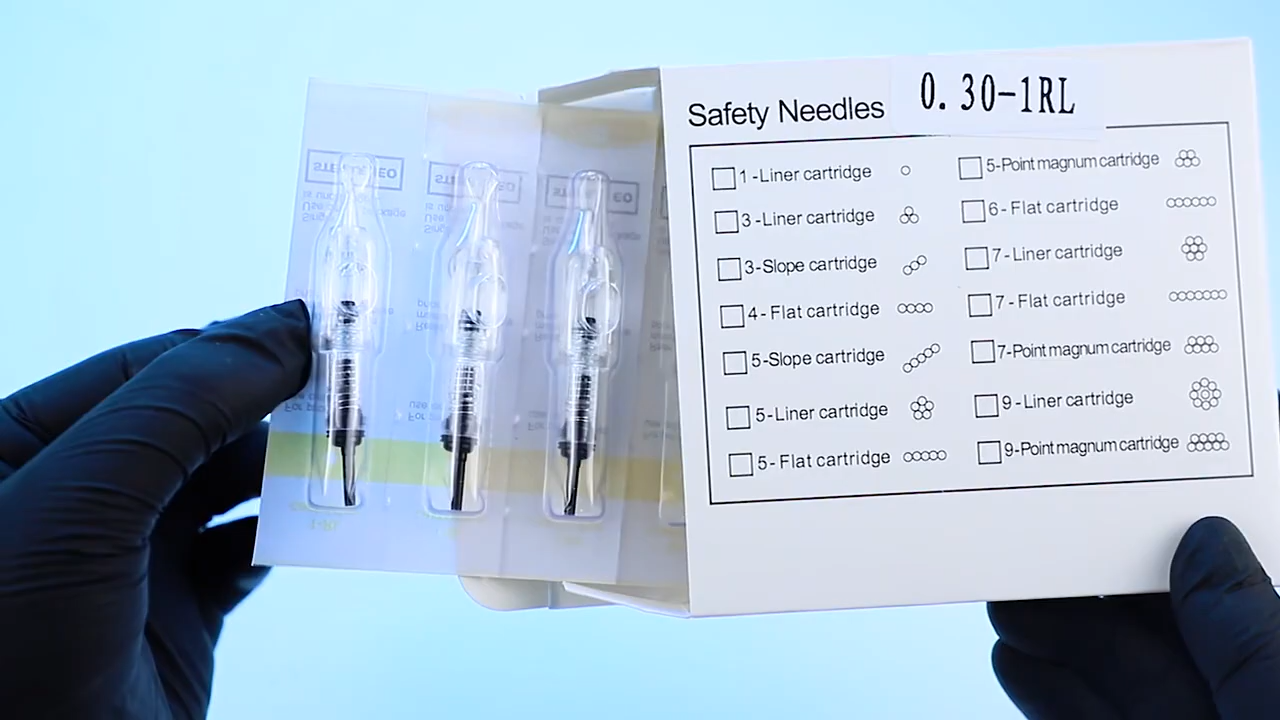 Safety Needles 0.30-1RL
1-Liner cartridge
3-Liner cartridge
3-Slope cartridge
4-Flat cartridge
5-Slope cartridge
5-Liner cartridge
5-Flat cartridge
5-Point magnum cartridge
6-Flat cartridge
7-Liner cartridge
7-Flat cartridge
7-Point magnum cartridge
9-Liner cartridge
9-Point magnum cartridge